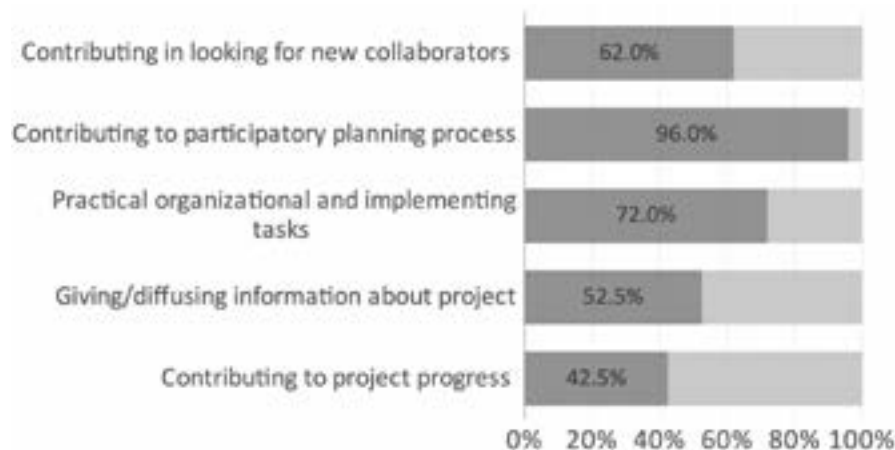 Contributing in looking for new collaborators
62.0%
Contributing to participatory planning process
96.0%
Practical organizational and implementing
tasks
72.0%
Giving/diffusing information about project
52.5%
Contributing to project progress
42.5%
0% 20% 40% 60% 80% 100%